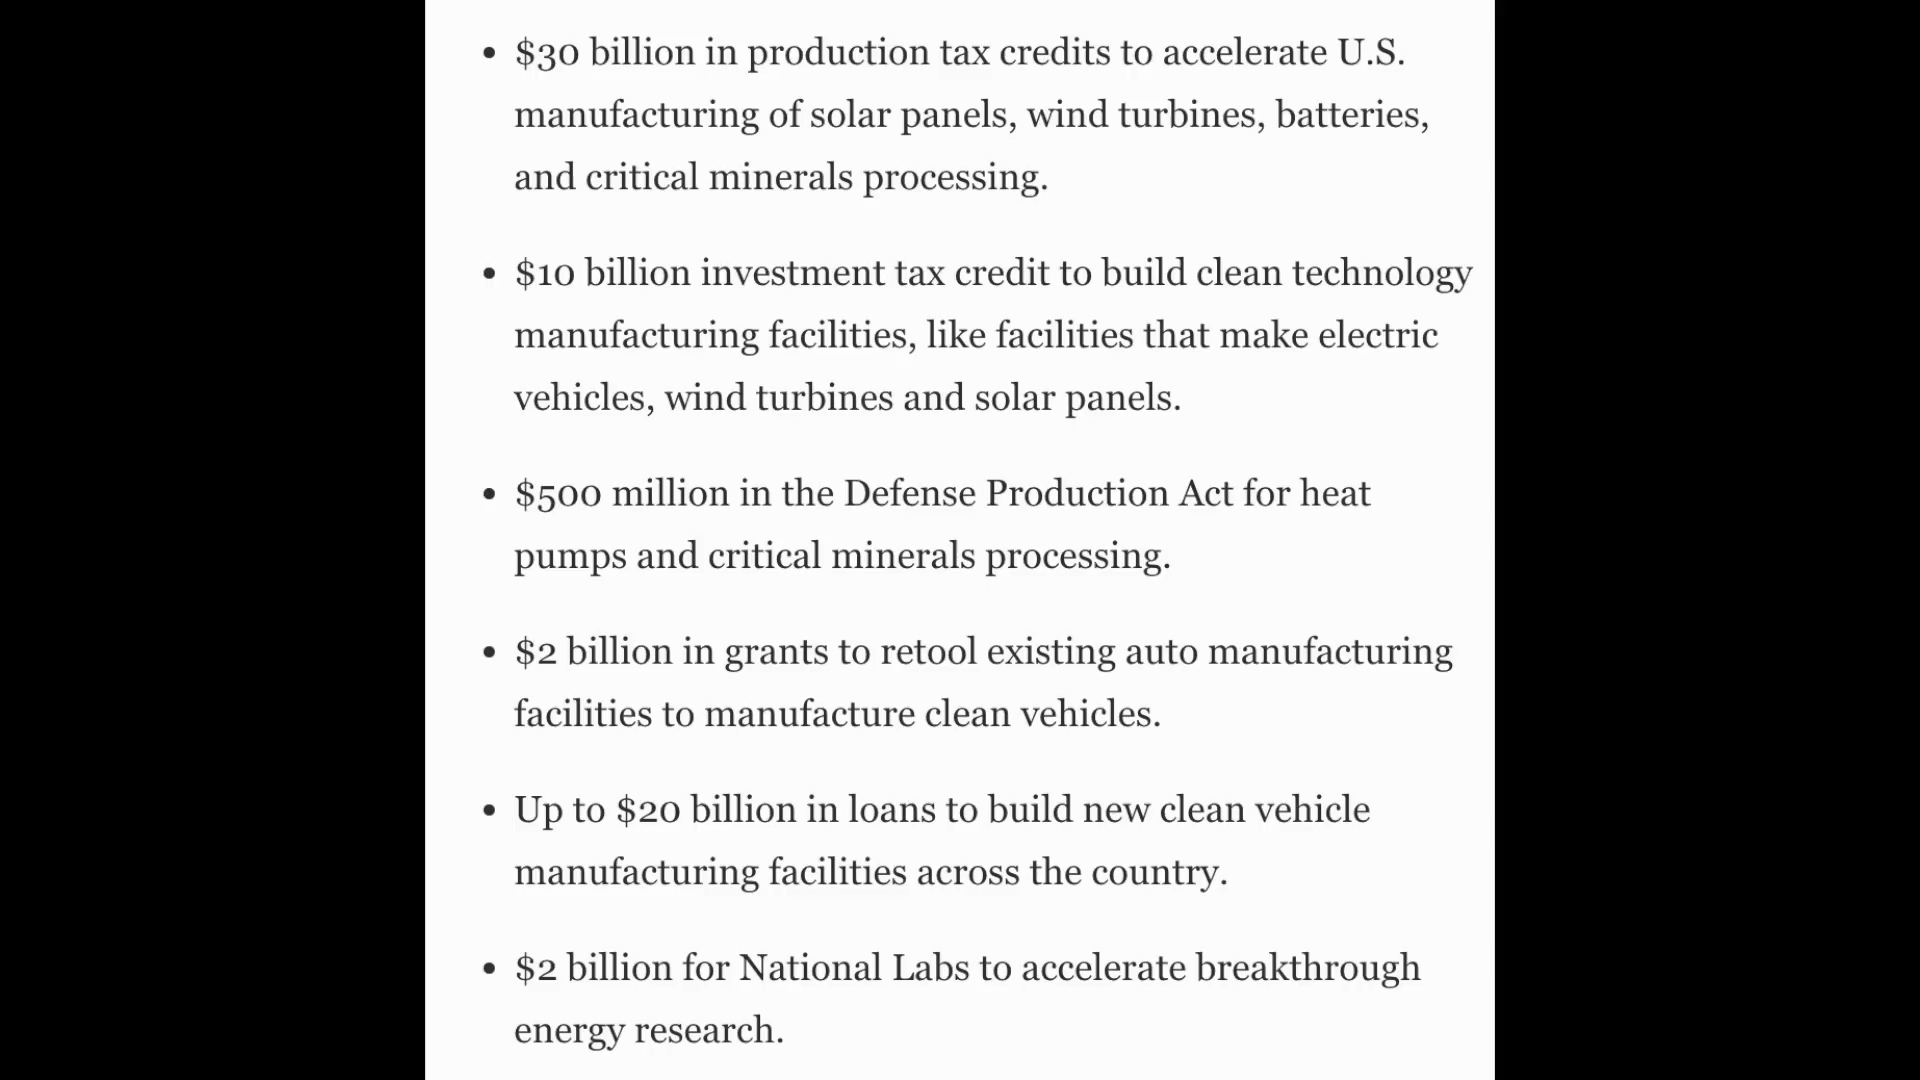 • $30 billion in production tax credits to accelerate U.S.
manufacturing of solar panels, wind turbines, batteries,
and critical minerals processing.
• $10 billion investment tax credit to build clean technology
manufacturing facilities, like facilities that make electric
vehicles, wind turbines and solar panels.
• $500 million in the Defense Production Act for heat
pumps and critical minerals processing.
• $2 billion in grants to retool existing auto manufacturing
facilities to manufacture clean vehicles.
• Up to $20 billion in loans to build new clean vehicle
manufacturing facilities across the country.
• $2 billion for National Labs to accelerate breakthrough
energy research.